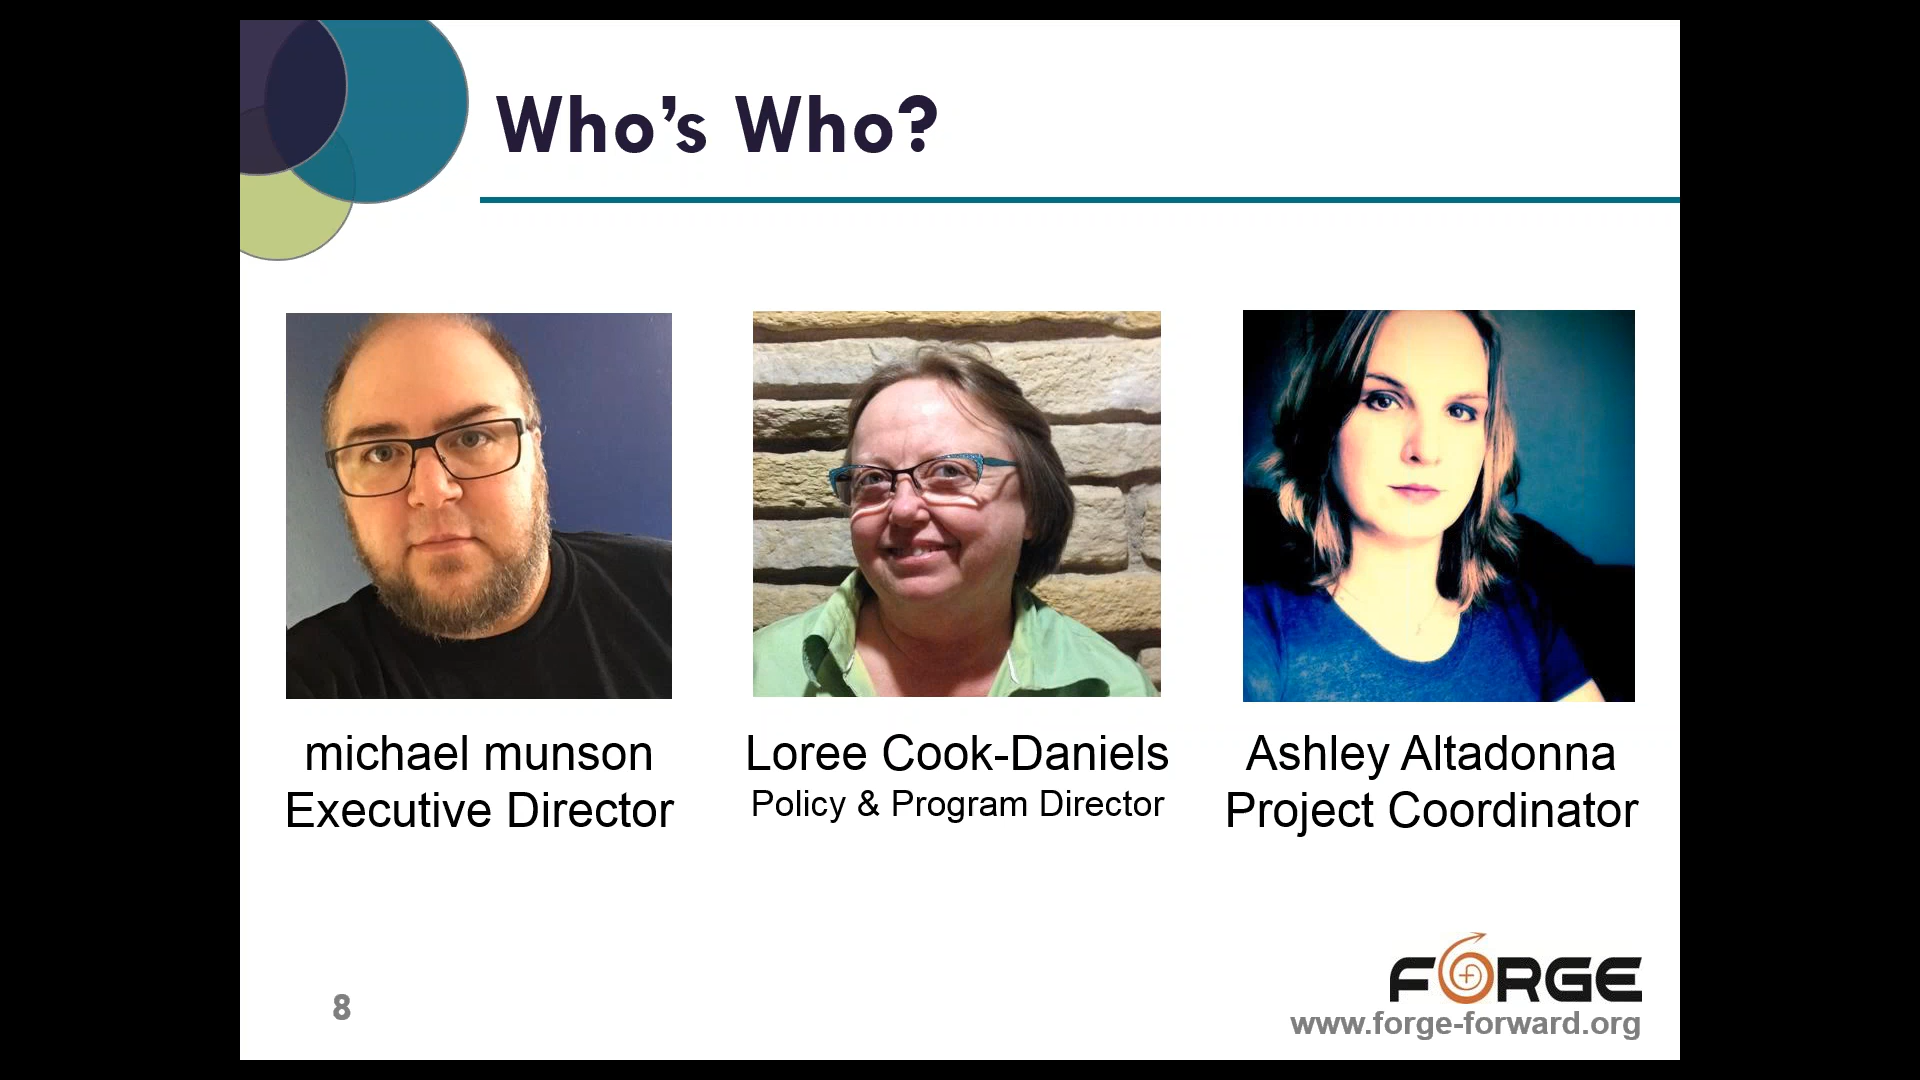 Who’s Who?
michael munson
Executive Director
Loree Cook-Daniels
Policy & Program Director
Ashley Altadonna
Project Coordinator
8
FORGE
www.forge-forward.org